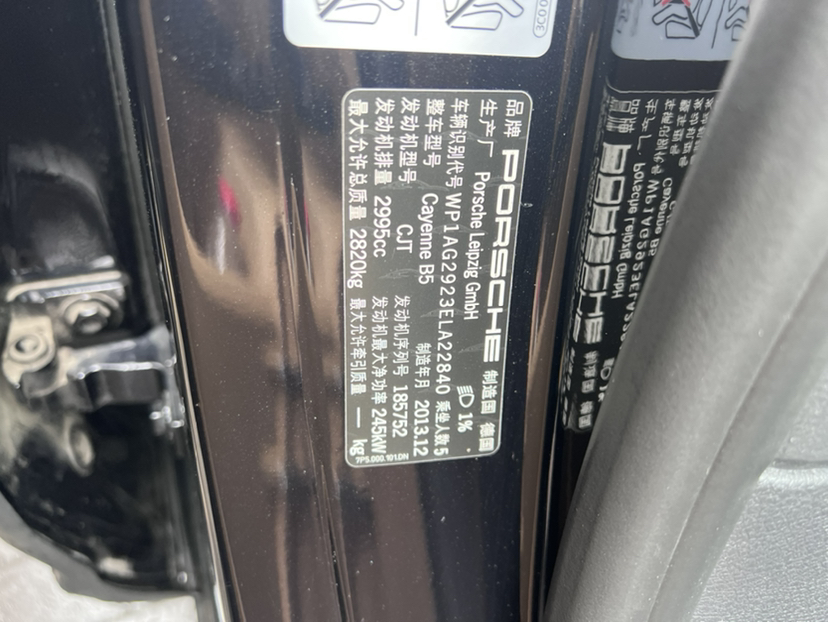 品牌 PORSCHE 制造国 德国
生产厂 Porsche Leipzig GmbH 1%
车辆识别代号 WP1AG2923ELA22840 乘坐人数 5
整车型号 Cayenne B5 制造年月 2013.12
发动机型号 CJT 发动机序列号 185752
发动机排量 2995cc 发动机最大净功率 245kW
最大允许总质量 2820kg 最大允许牵引质量 — kg
7P5.000.101.DN